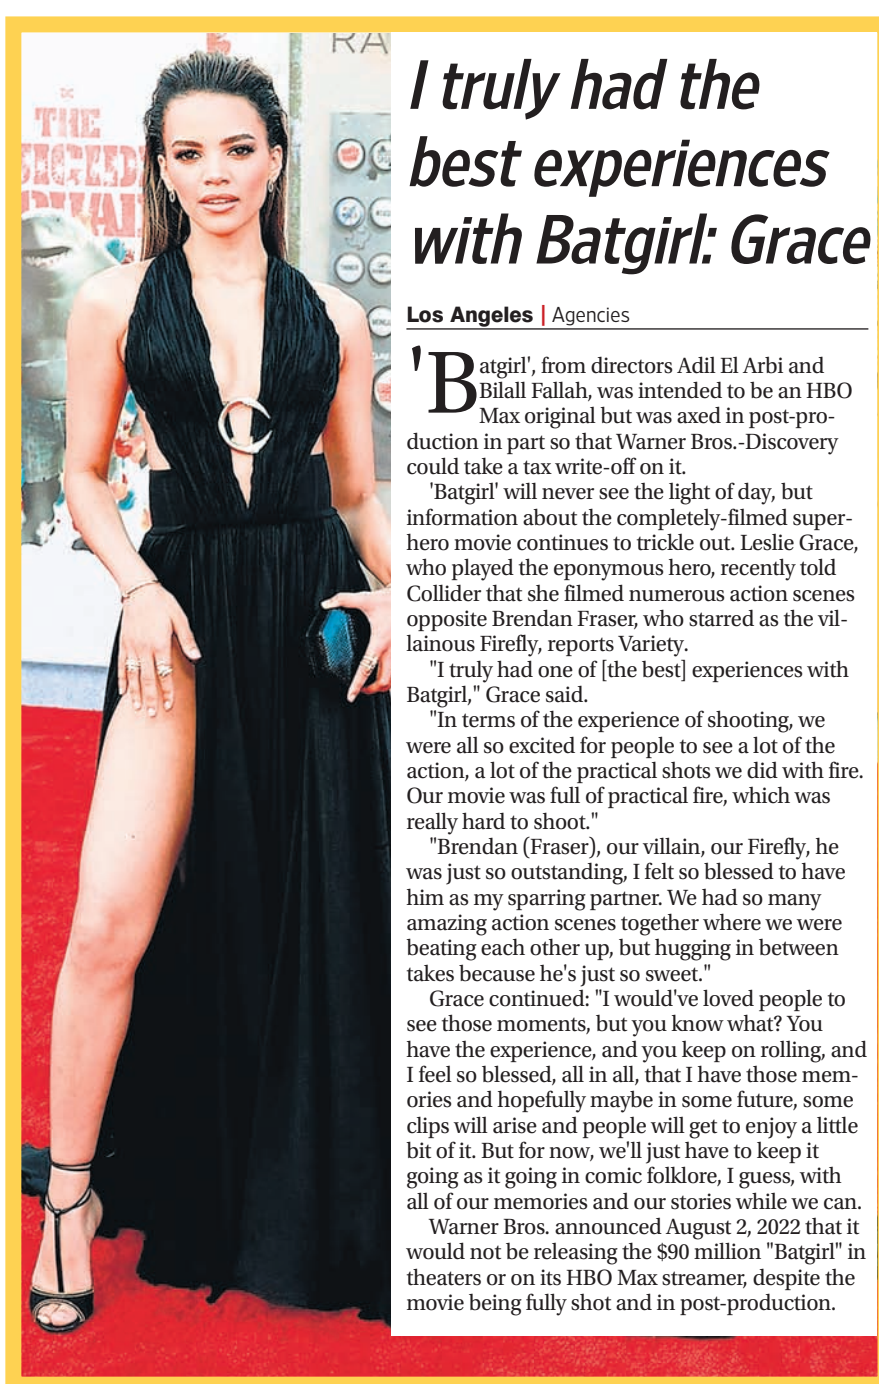 RA
DC
THE
I truly had the
best experiences
with Batgirl: Grace
Los Angeles | Agencies
'Batgirl', from directors Adil El Arbi and
Bilall Fallah, was intended to be an HBO
Max original but was axed in post-pro-
duction in part so that Warner Bros.-Discovery
could take a tax write-off on it.
'Batgirl' will never see the light of day, but
information about the completely-filmed super-
hero movie continues to trickle out. Leslie Grace,
who played the eponymous hero, recently told
Collider that she filmed numerous action scenes
opposite Brendan Fraser, who starred as the vil-
lainous Firefly, reports Variety.
"I truly had one of [the best] experiences with
Batgirl," Grace said.
"In terms of the experience of shooting, we
were all so excited for people to see a lot of the
action, a lot of the practical shots we did with fire.
Our movie was full of practical fire, which was
really hard to shoot."
"Brendan (Fraser), our villain, our Firefly, he
was just so outstanding, I felt so blessed to have
him as my sparring partner. We had so many
amazing action scenes together where we were
beating each other up, but hugging in between
takes because he's just so sweet."
Grace continued: "I would've loved people to
see those moments, but you know what? You
have the experience, and you keep on rolling, and
I feel so blessed, all in all, that I have those mem-
ories and hopefully maybe in some future, some
clips will arise and people will get to enjoy a little
bit of it. But for now, we'll just have to keep it
going as it going in comic folklore, I guess, with
all of our memories and our stories while we can.
Warner Bros. announced August 2, 2022 that it
would not be releasing the $90 million "Batgirl" in
theaters or on its HBO Max streamer, despite the
movie being fully shot and in post-production.